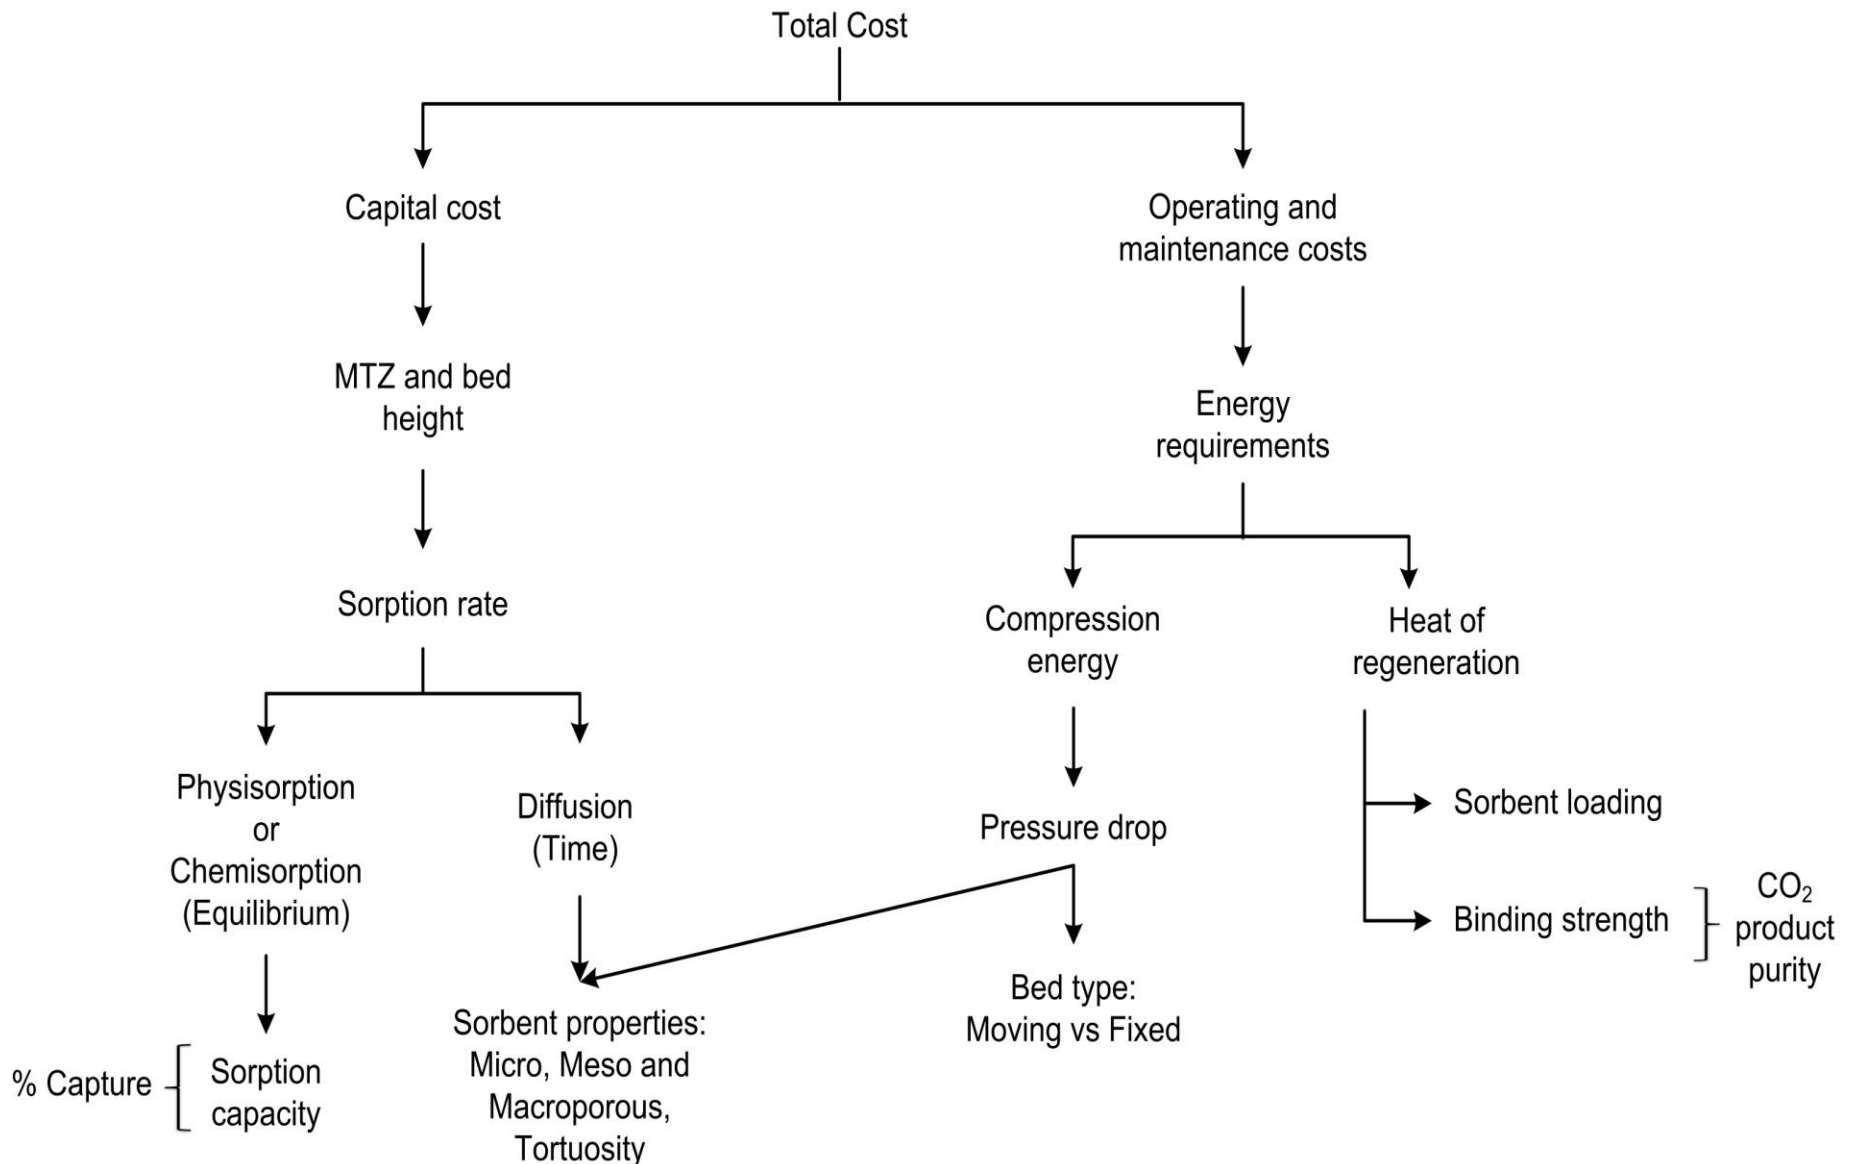 Total Cost
Capital cost
Operating and
maintenance costs
MTZ and bed
height
Energy
requirements
Sorption rate
Compression
energy
Heat of
regeneration
Physisorption
or
Chemisorption
(Equilibrium)
Diffusion
(Time)
Pressure drop
Sorbent loading
Binding strength
CO₂
product
purity
% Capture
Sorption
capacity
Sorbent properties:
Micro, Meso and
Macroporous,
Tortuosity
Bed type:
Moving vs Fixed